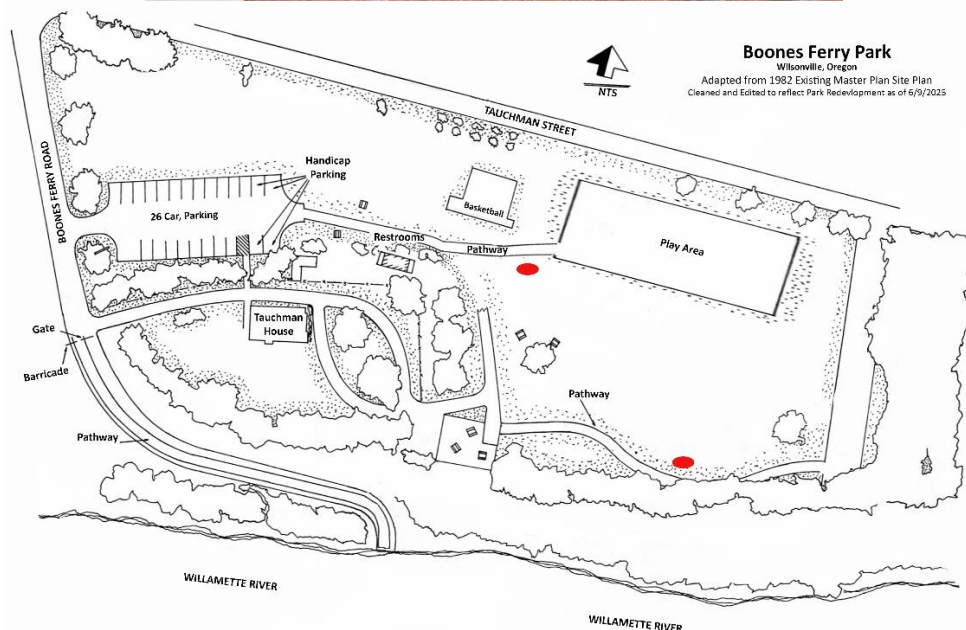 Boones Ferry Park
Wilsonville, Oregon
Adapted from 1982 Existing Master Plan Site Plan
Cleaned and Edited to reflect Park Redevlopment as of 6/9/2025
NTS
TAUCHMAN STREET
BOONES FERRY ROAD
Handicap
Parking
26 Car, Parking
Basketball
Restrooms
Pathway
Play Area
Tauchman
House
Gate
Barricade
Pathway
Pathway
WILLAMETTE RIVER
WILLAMETTE RIVER